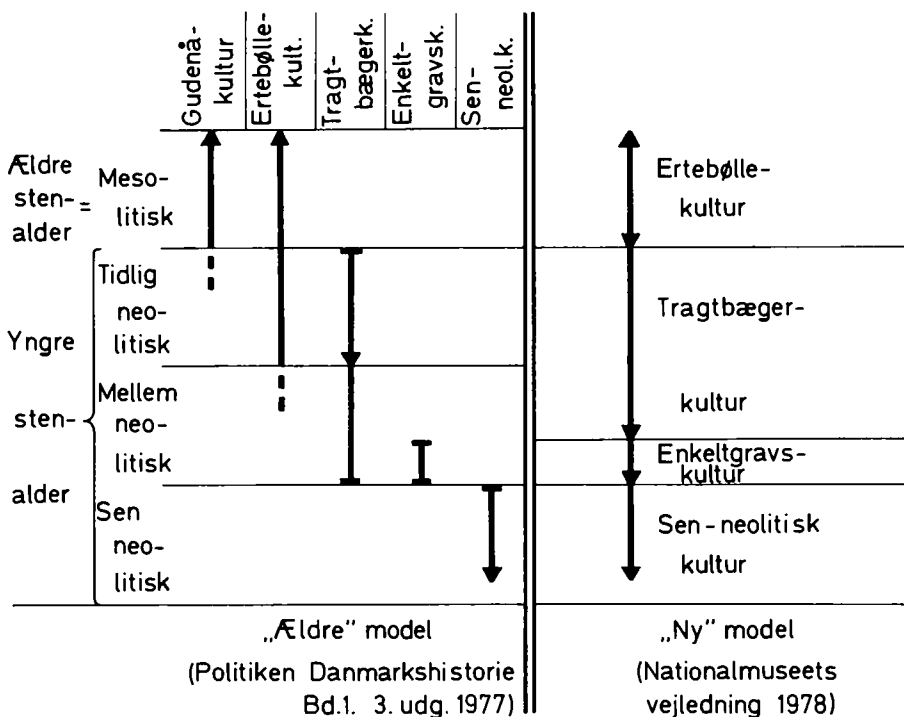 Gudenå-
kultur
Ertebølle-
kult.
Tragt-
bægerk.
Enkelt-
gravsk.
Sen-
neol.k.
Ældre
sten-
alder
=
Meso-
litisk
Yngre
sten-
alder
Tidlig
neo-
litisk
Mellem
neo-
litisk
Sen
neo-
litisk
„Ældre" model
(Politiken Danmarkshistorie
Bd.1. 3. udg. 1977)
Ertebølle-
kultur
Tragtbæger-
kultur
Enkeltgravs-
kultur
Sen-neolitisk
kultur
„Ny" model
(Nationalmuseets
vejledning 1978)